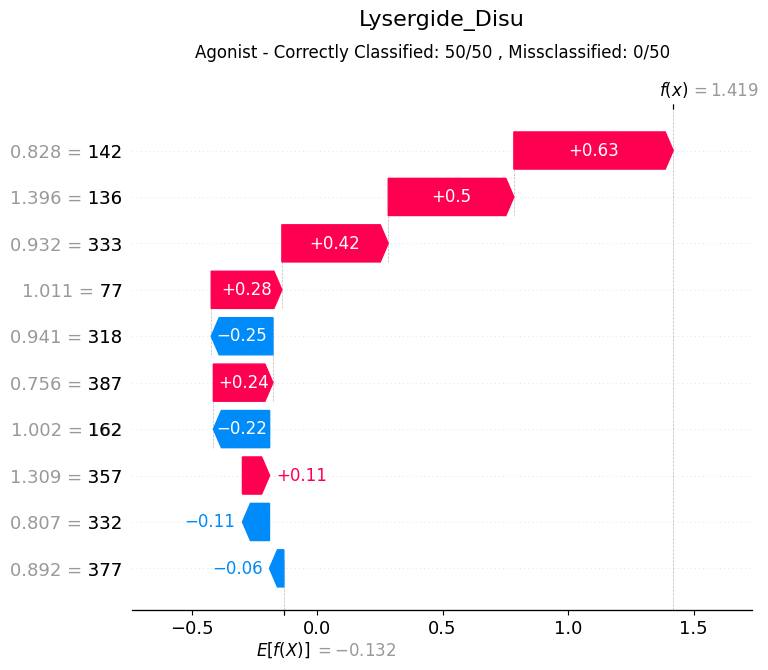 Lysergide_Disu
Agonist - Correctly Classified: 50/50 , Missclassified: 0/50
f(x) = 1.419
0.828 = 142
+0.63
1.396 = 136
+0.5
0.932 = 333
+0.42
1.011 = 77
+0.28
0.941 = 318
−0.25
0.756 = 387
+0.24
1.002 = 162
−0.22
1.309 = 357
+0.11
0.807 = 332
−0.11
0.892 = 377
−0.06
−0.5 0.0 0.5 1.0 1.5
E[f(X)] = −0.132